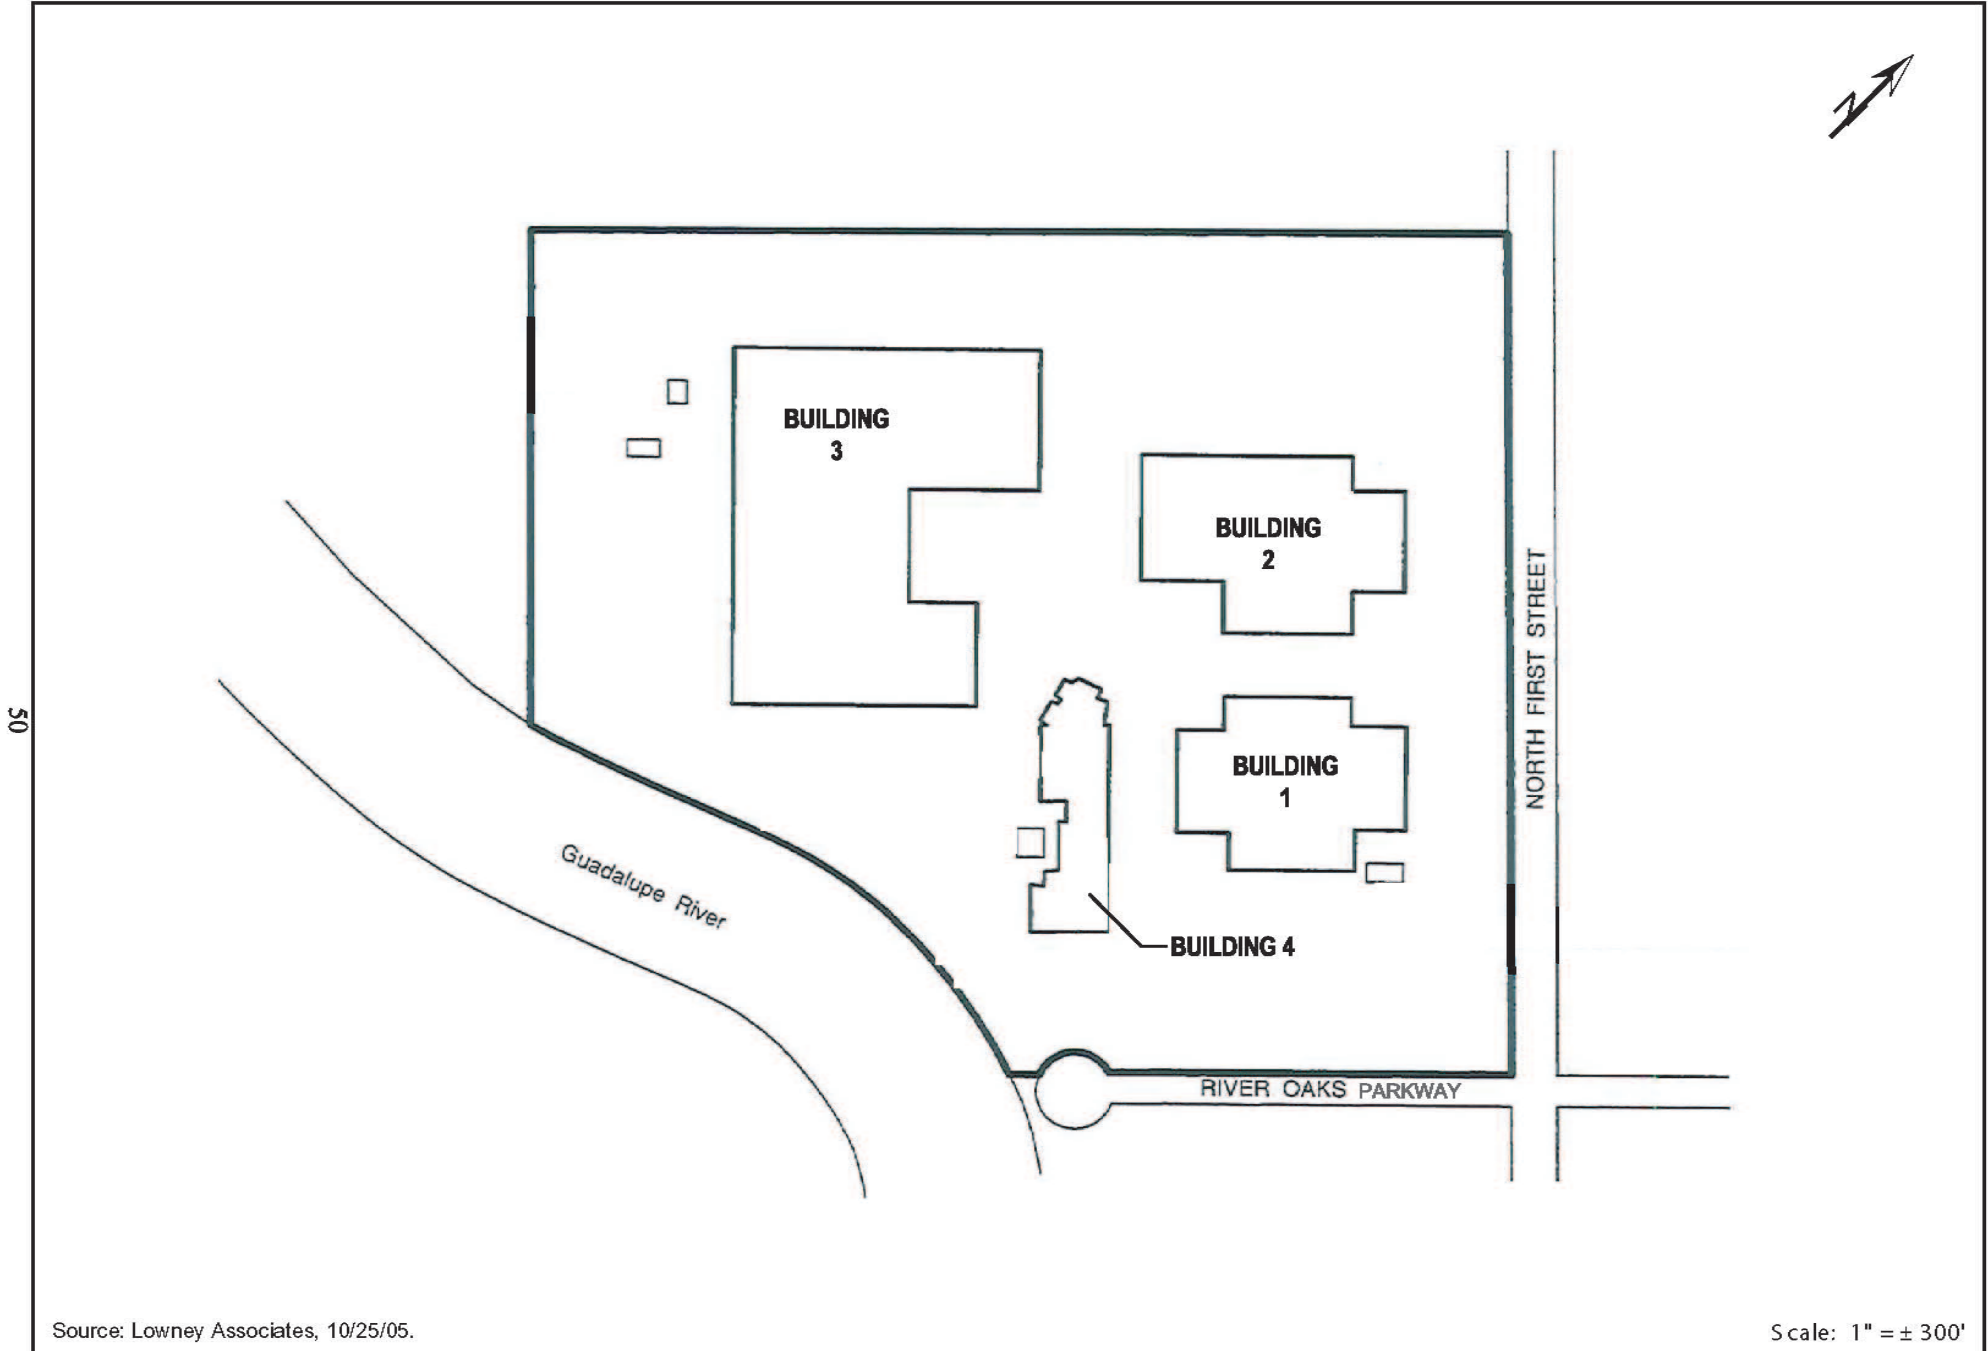 N
BUILDING
3
BUILDING
2
NORTH FIRST STREET
50
BUILDING
1
Guadalupe River
BUILDING 4
RIVER OAKS PARKWAY
Source: Lowney Associates, 10/25/05.
Scale: 1" = ± 300'